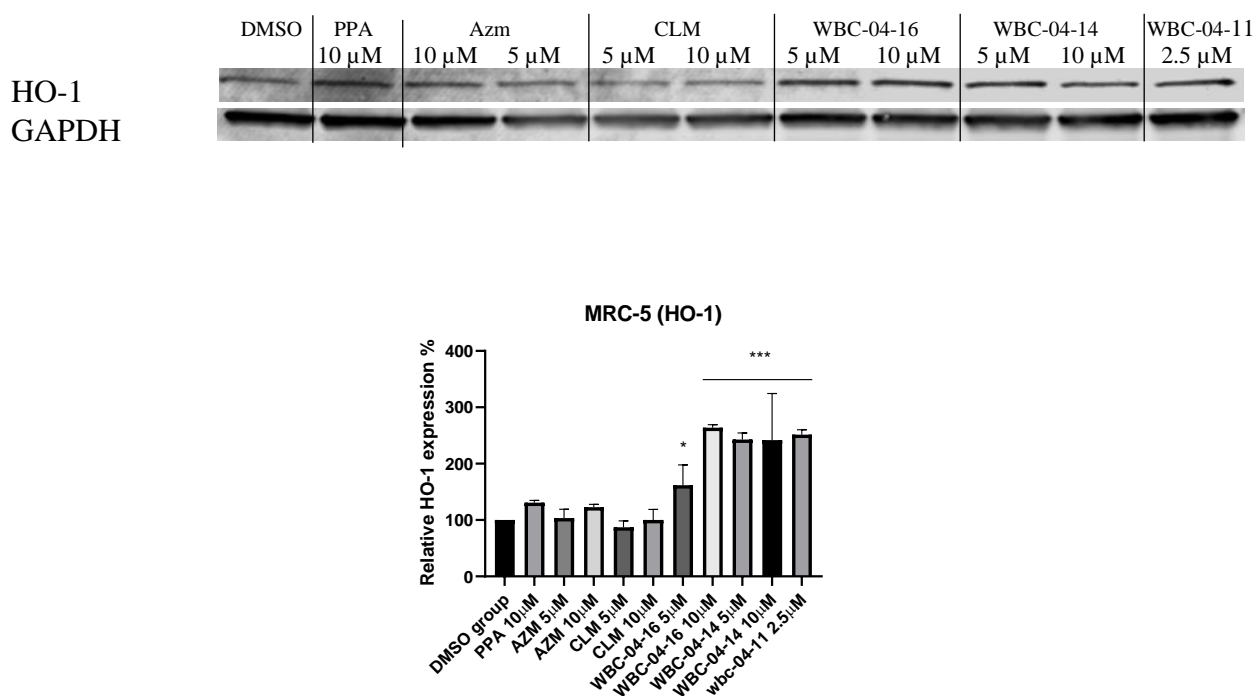 DMSO PPA Azm CLM WBC-04-16 WBC-04-14 WBC-04-11
10 µM 10 µM 5 µM 5 µM 10 µM 5 µM 10 µM 5 µM 10 µM 2.5 µM
HO-1
GAPDH
MRC-5 (HO-1)
Relative HO-1 expression %
400
300
200
100
0
*
***
DMSO group
PPA 10µM
AZM 5µM
AZM 10µM
CLM 5µM
CLM 10µM
WBC-04-16 5µM
WBC-04-16 10µM
WBC-04-14 5µM
WBC-04-14 10µM
wbc-04-11 2.5µM